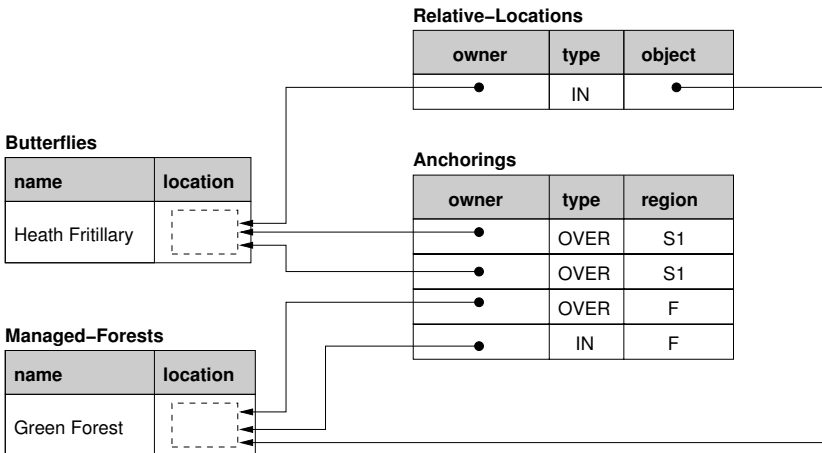 Relative–Locations
owner type object
IN
Butterflies
name location
Heath Fritillary
Anchorings
owner type region
OVER S1
OVER S1
OVER F
IN F
Managed–Forests
name location
Green Forest